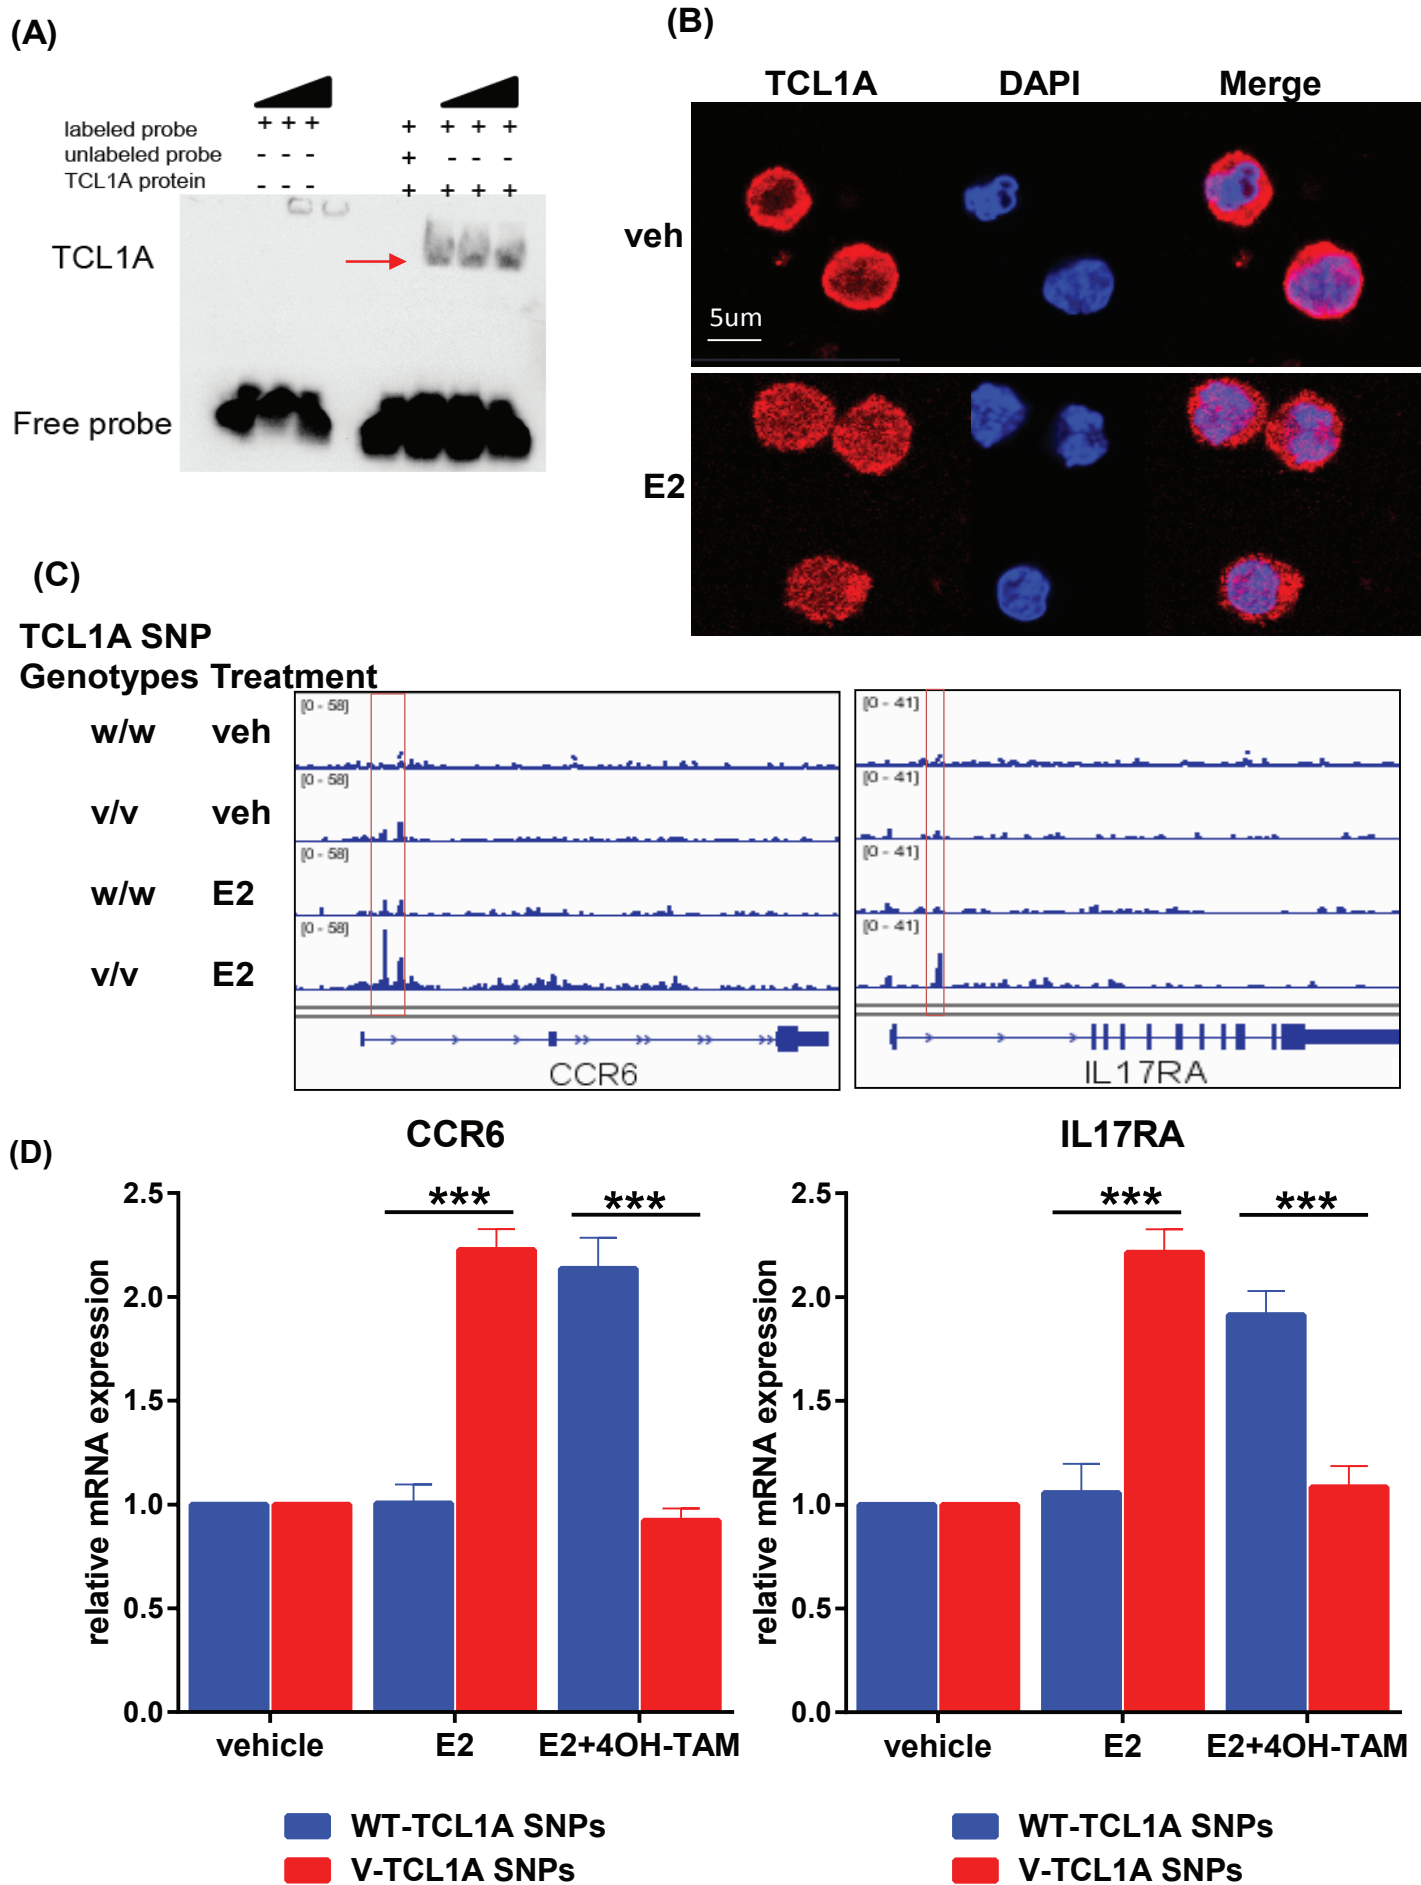 (A)
labeled probe + + + + + + +
unlabeled probe - - - + - - -
TCL1A protein - - - + + + +
TCL1A
Free probe
(B)
TCL1A DAPI Merge
veh
5um
E2
(C)
TCL1A SNP
Genotypes Treatment
w/w veh
v/v veh
w/w E2
v/v E2
[0 - 58]
[0 - 58]
[0 - 58]
[0 - 58]
CCR6
[0 - 41]
[0 - 41]
[0 - 41]
[0 - 41]
IL17RA
(D)
CCR6
relative mRNA expression
2.5
2.0
1.5
1.0
0.5
0.0
*** ***
vehicle E2 E2+4OH-TAM
WT-TCL1A SNPs
V-TCL1A SNPs
IL17RA
relative mRNA expression
2.5
2.0
1.5
1.0
0.5
0.0
*** ***
vehicle E2 E2+4OH-TAM
WT-TCL1A SNPs
V-TCL1A SNPs